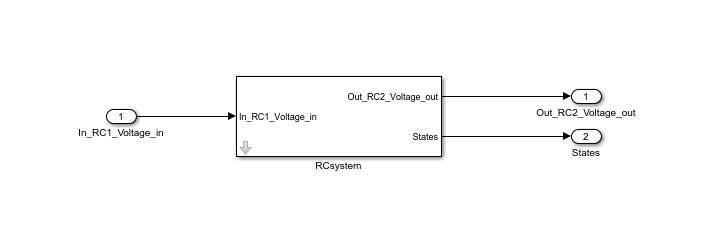 1
In_RC1_Voltage_in
In_RC1_Voltage_in
Out_RC2_Voltage_out
States
RCsystem
1
Out_RC2_Voltage_out
2
States